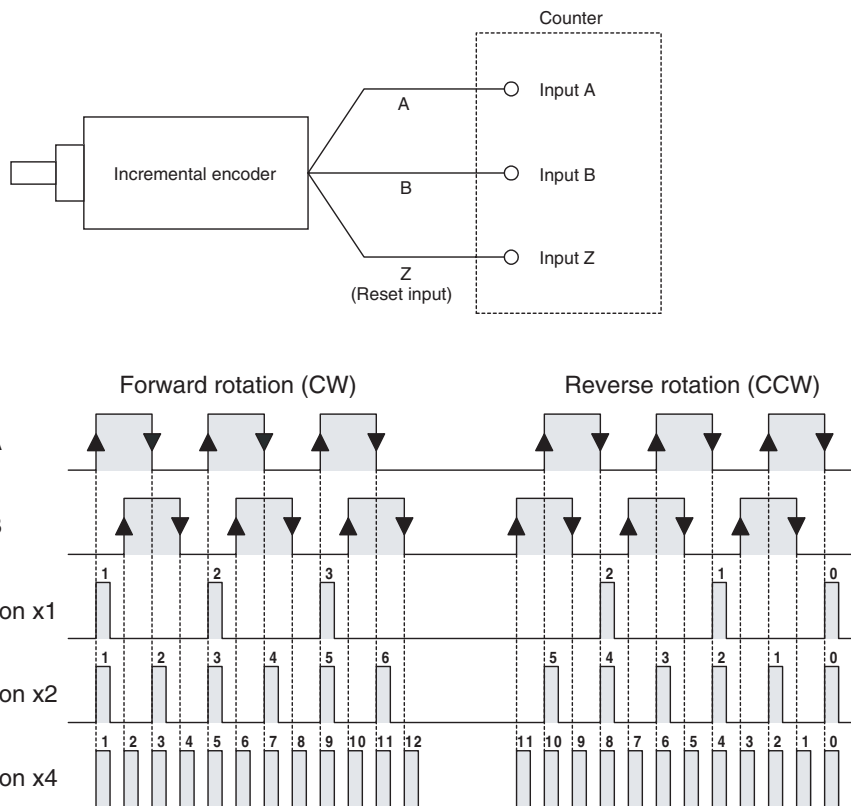 Counter
A
Input A
Incremental encoder
B
Input B
Z
(Reset input)
Input Z
Forward rotation (CW)
Reverse rotation (CCW)
1 2 3 2 1 0
x1
1 2 3 4 5 6 5 4 3 2 1 0
x2
1 2 3 4 5 6 7 8 9 10 11 12 11 10 9 8 7 6 5 4 3 2 1 0
x4